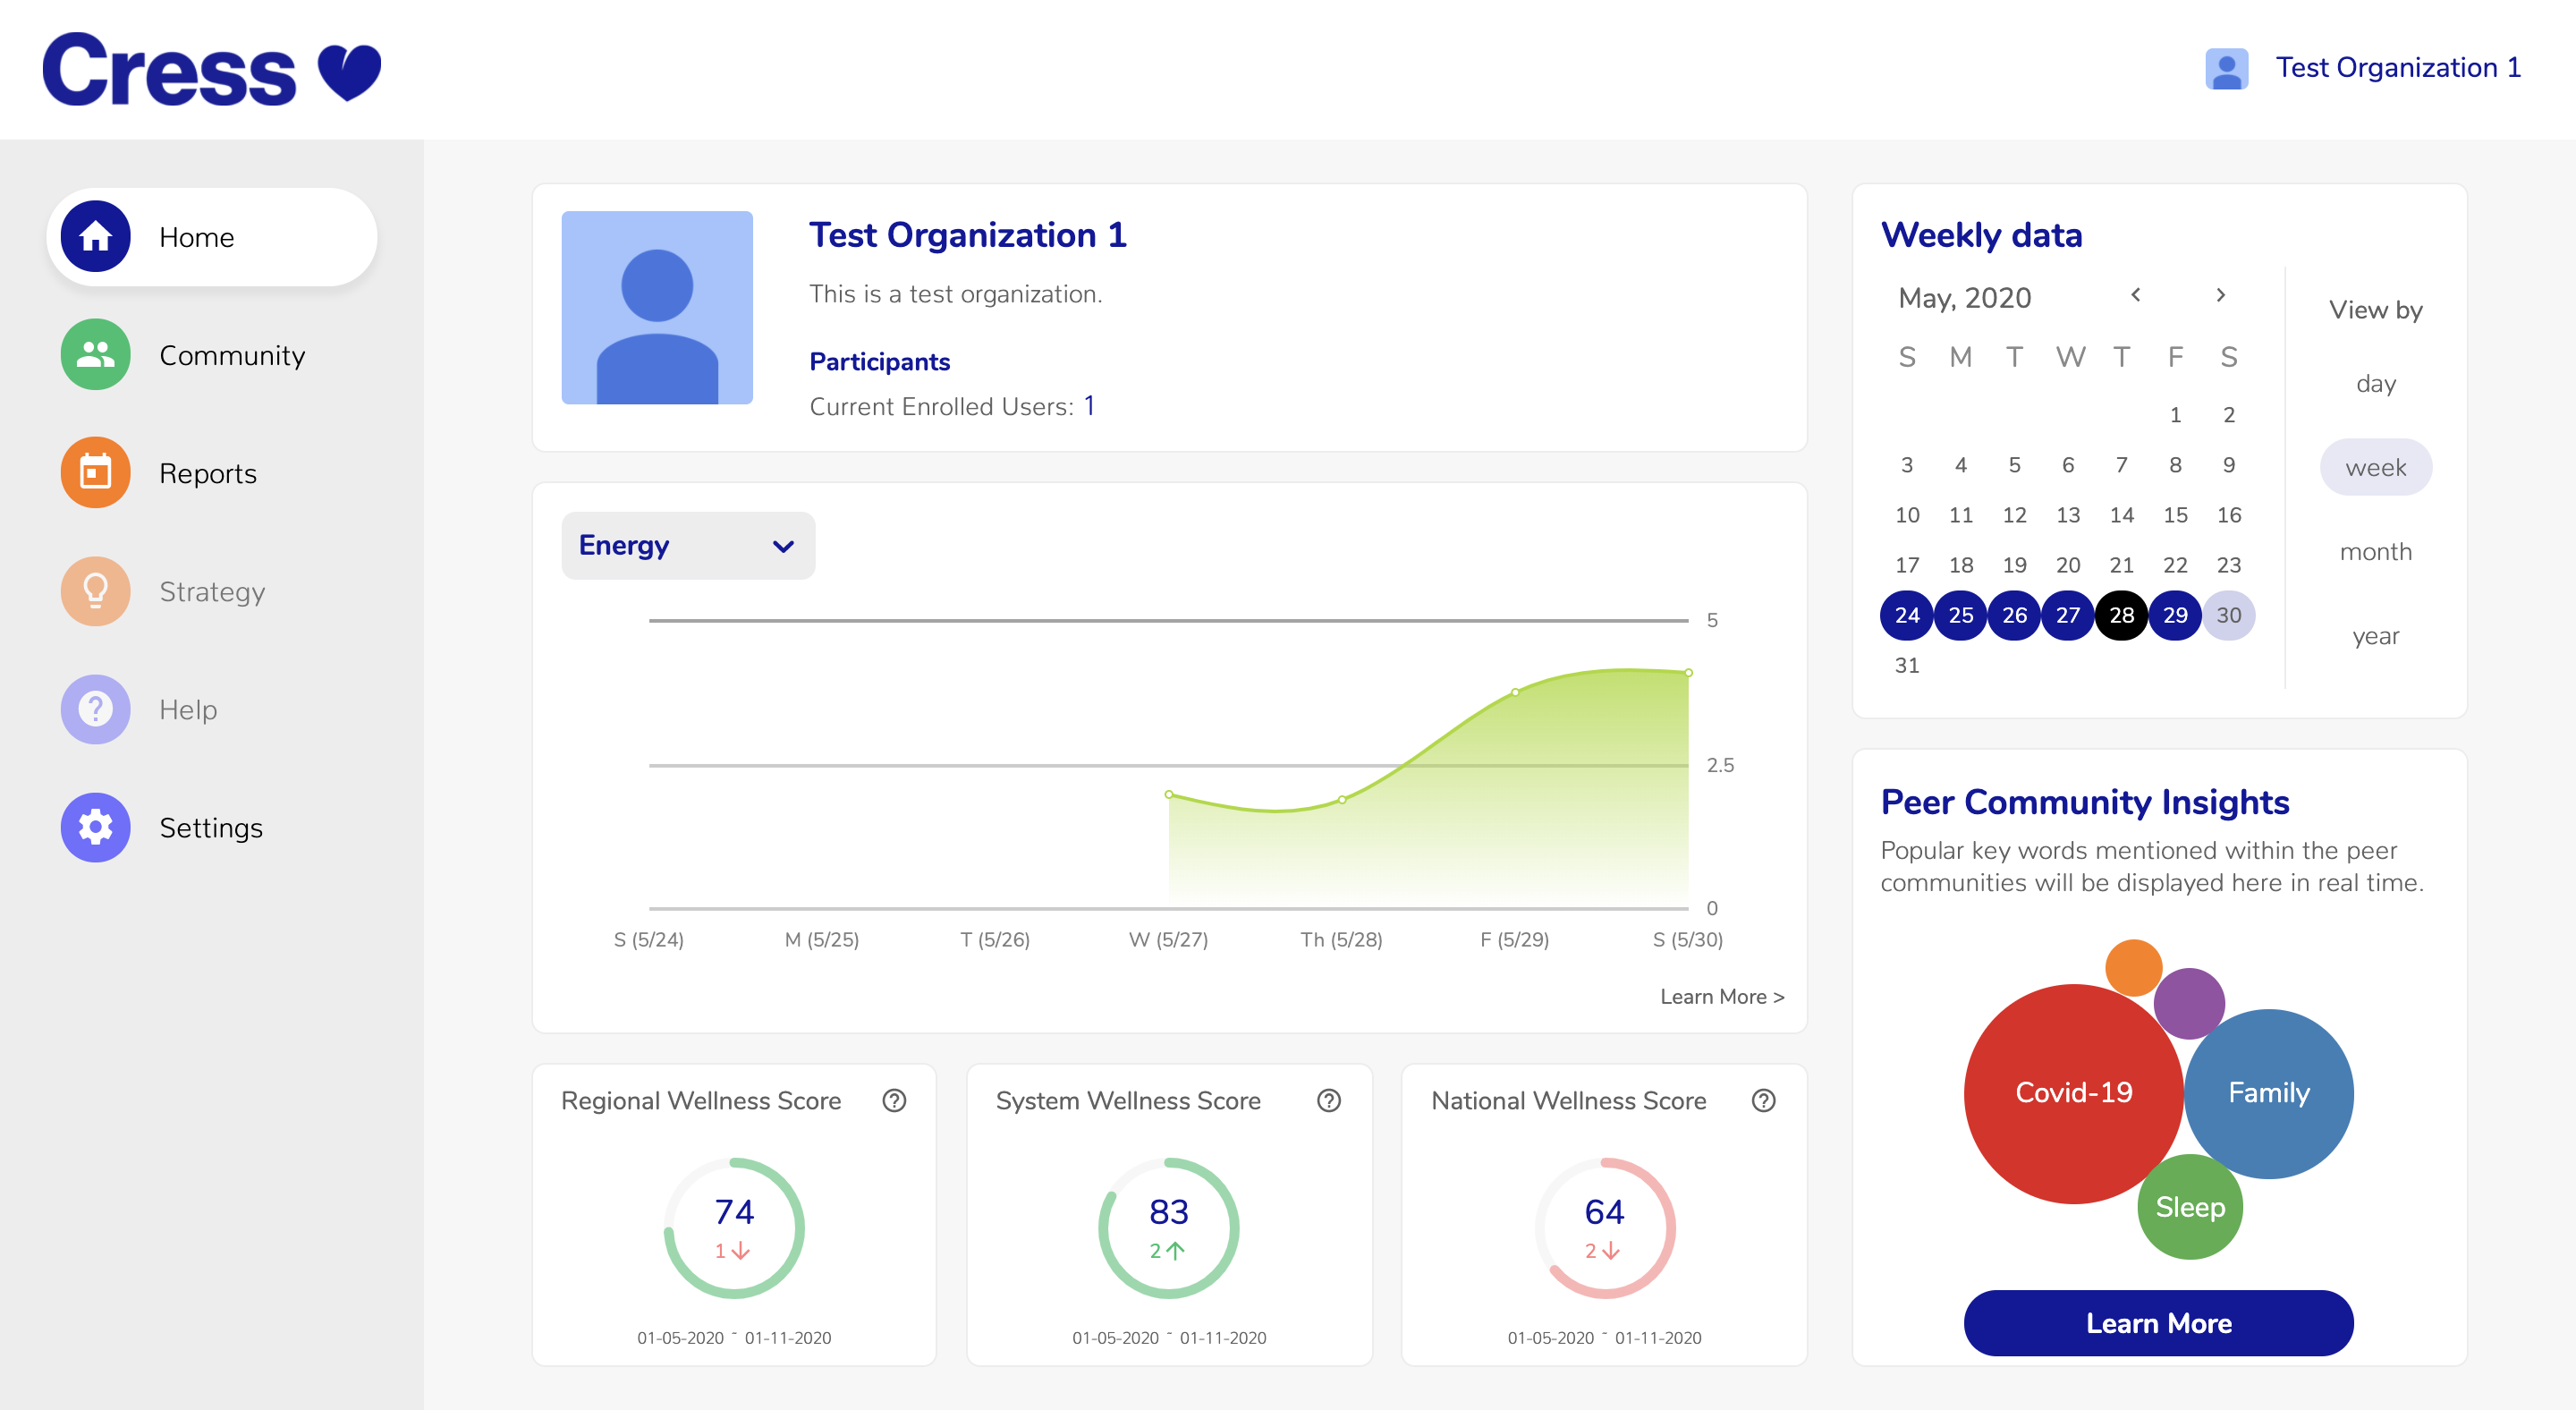 Cress
Test Organization 1
Home
Community
Reports
Strategy
Help
Settings
Test Organization 1
This is a test organization.
Participants
Current Enrolled Users: 1
Energy
5
2.5
0
S (5/24) M (5/25) T (5/26) W (5/27) Th (5/28) F (5/29) S (5/30)
Learn More >
Regional Wellness Score ?
74
1
01-05-2020 - 01-11-2020
System Wellness Score ?
83
2
01-05-2020 - 01-11-2020
National Wellness Score ?
64
2
01-05-2020 - 01-11-2020
Weekly data
May, 2020 < >
S M T W T F S
1 2
3 4 5 6 7 8 9
10 11 12 13 14 15 16
17 18 19 20 21 22 23
24 25 26 27 28 29 30
31
View by
day
week
month
year
Peer Community Insights
Popular key words mentioned within the peer
communities will be displayed here in real time.
Covid-19
Family
Sleep
Learn More